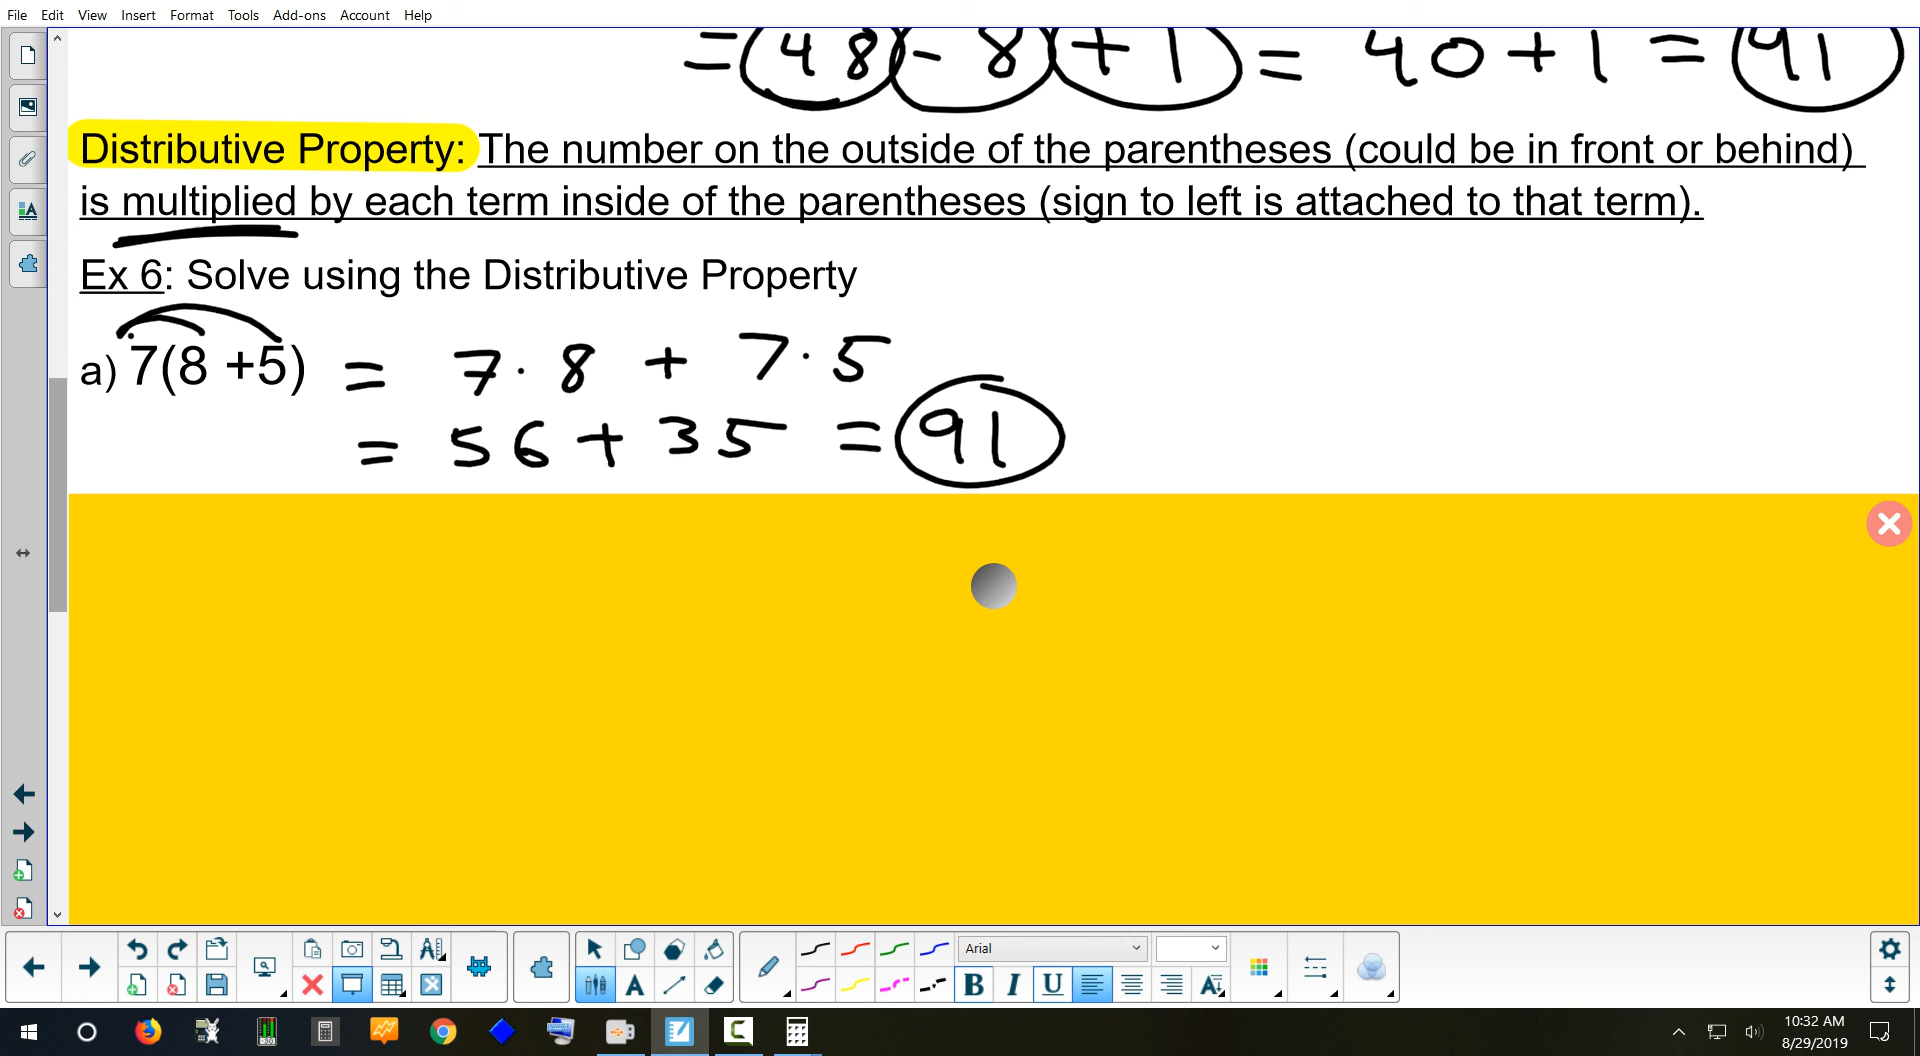 File Edit View Insert Format Tools Add-ons Account Help
= 48 - 8 + 1 = 40 + 1 = 41
Distributive Property: The number on the outside of the parentheses (could be in front or behind)
is multiplied by each term inside of the parentheses (sign to left is attached to that term).
Ex 6: Solve using the Distributive Property
a) 7(8 +5) = 7·8 + 7·5
= 56 + 35 = 91
Arial
B I U A
10:32 AM
8/29/2019